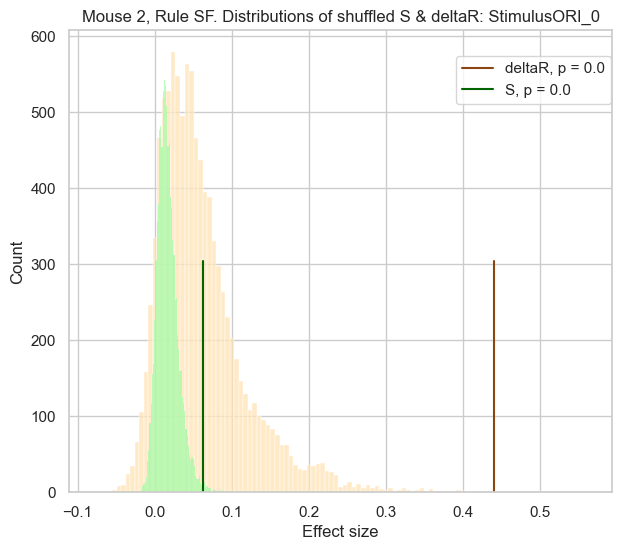 Mouse 2, Rule SF. Distributions of shuffled S & deltaR: StimulusORI_0
600
500
400
300
200
100
0
Count
deltaR, p = 0.0
S, p = 0.0
−0.1
0.0
0.1
0.2
0.3
0.4
0.5
Effect size